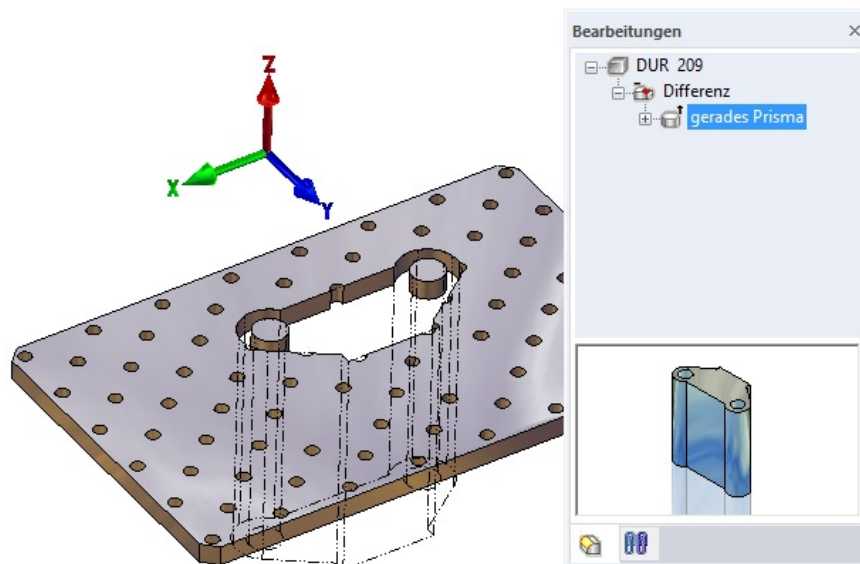 Bearbeitungen
DUR 209
Differenz
gerades Prisma
Z
X
Y